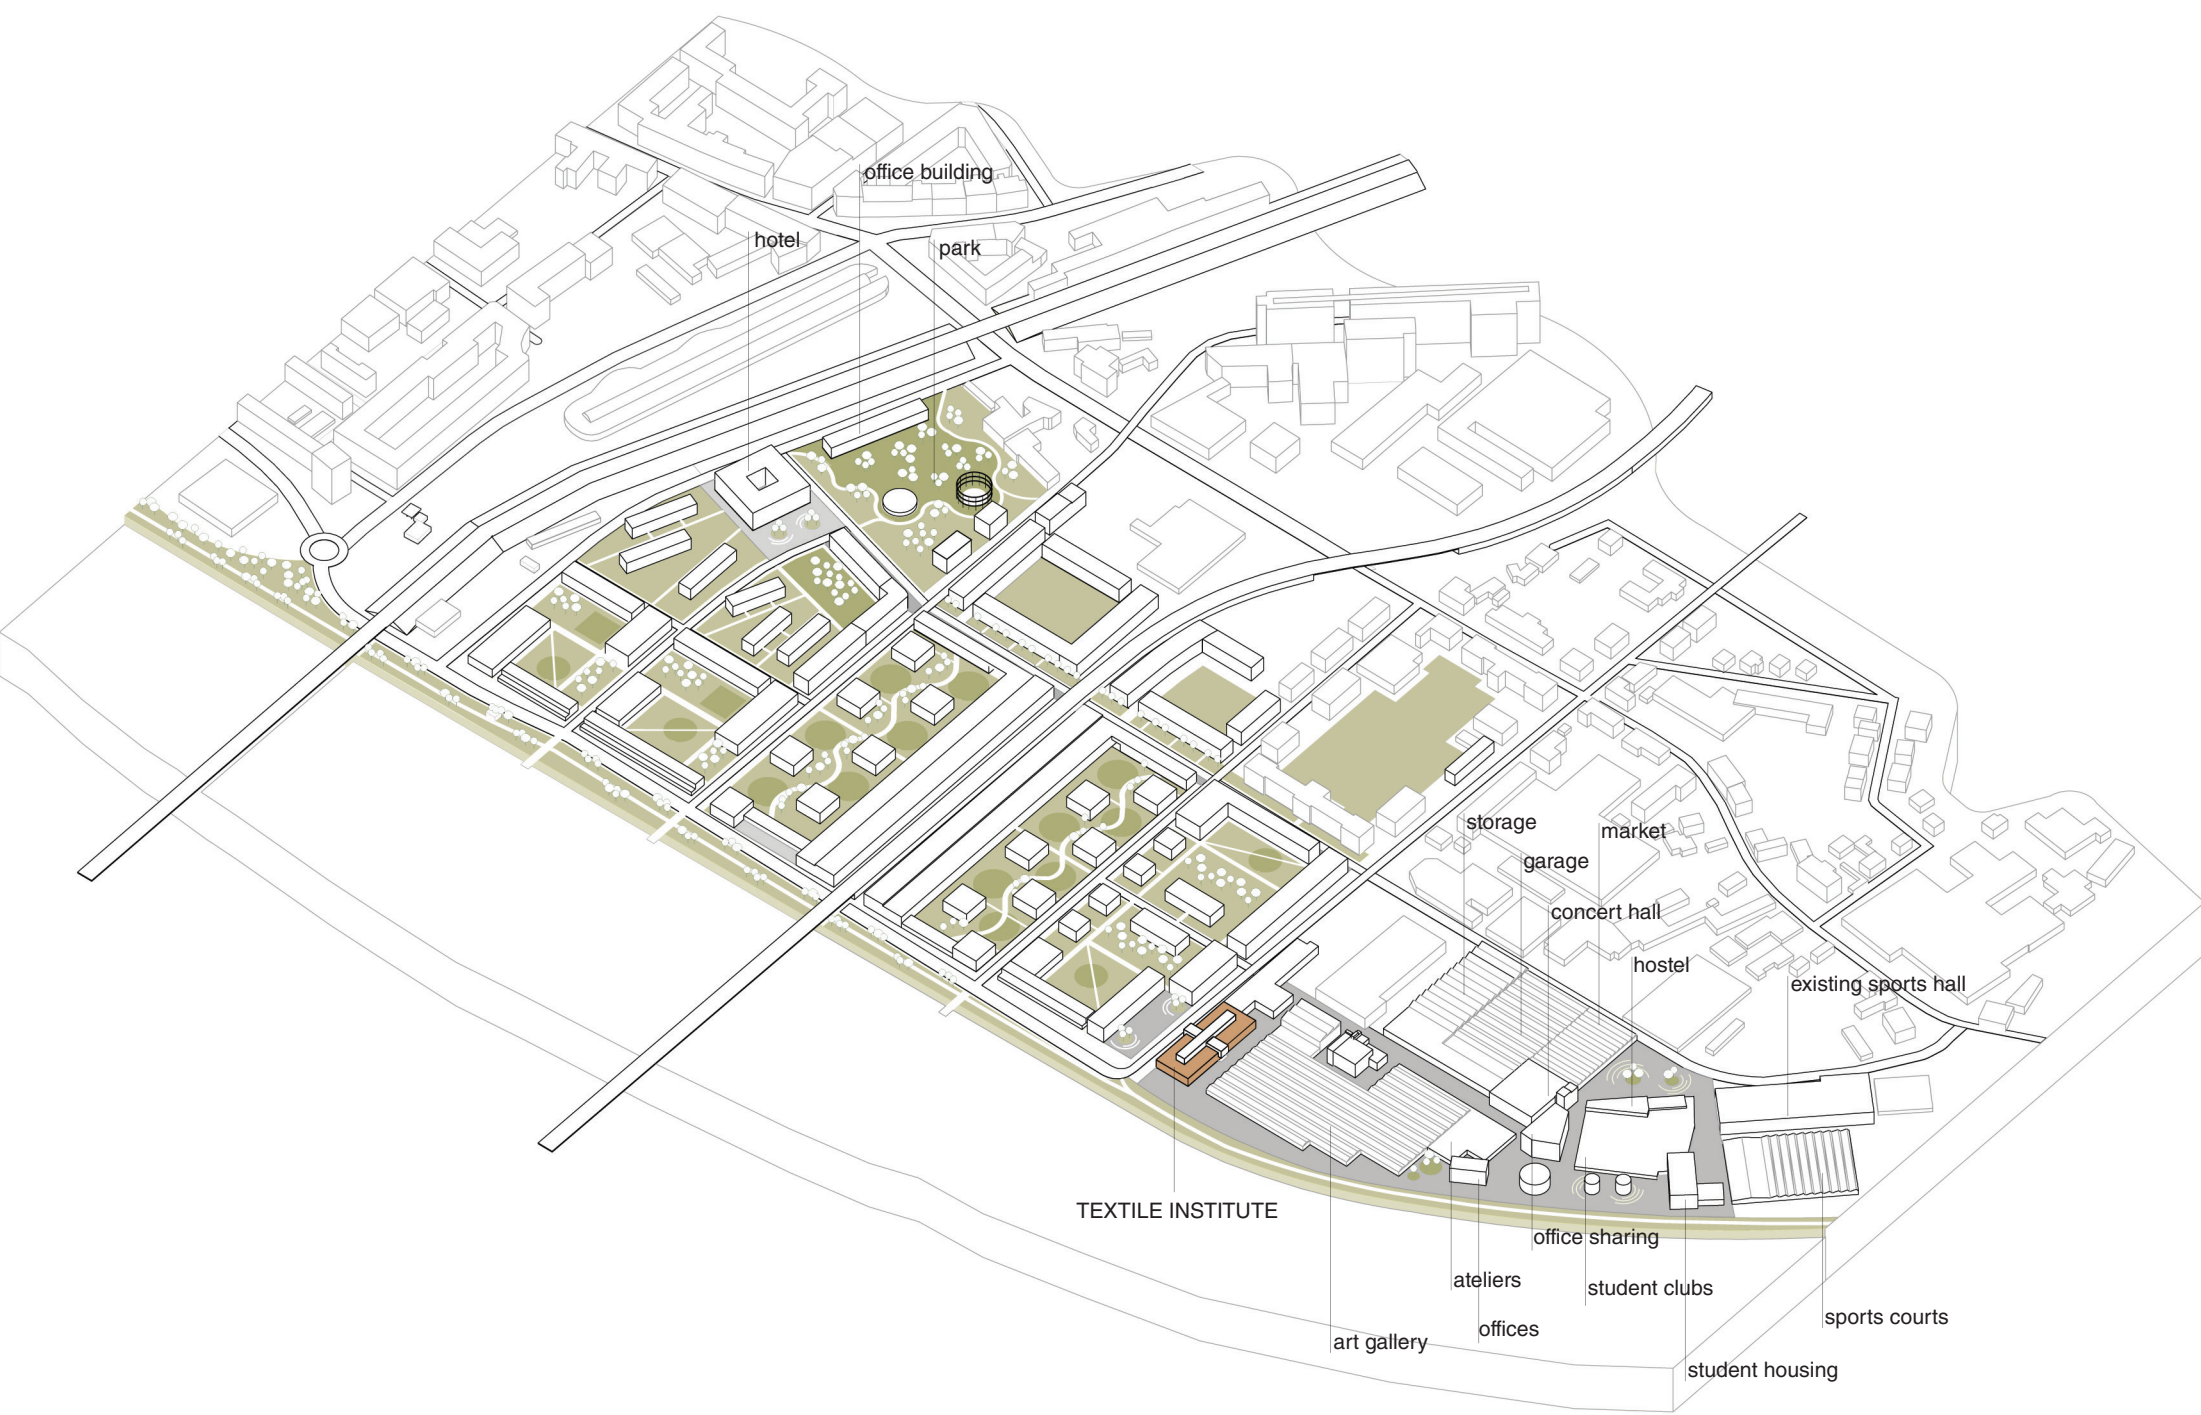 office building
hotel
park
storage
market
garage
concert hall
hostel
existing sports hall
TEXTILE INSTITUTE
office sharing
ateliers
student clubs
sports courts
offices
art gallery
student housing